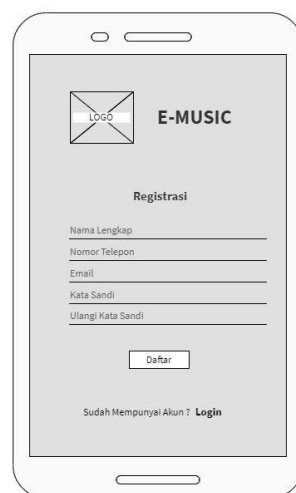 LOGO
E-MUSIC
Registrasi
Nama Lengkap
Nomor Telepon
Email
Kata Sandi
Ulangi Kata Sandi
Daftar
Sudah Mempunyai Akun ? Login